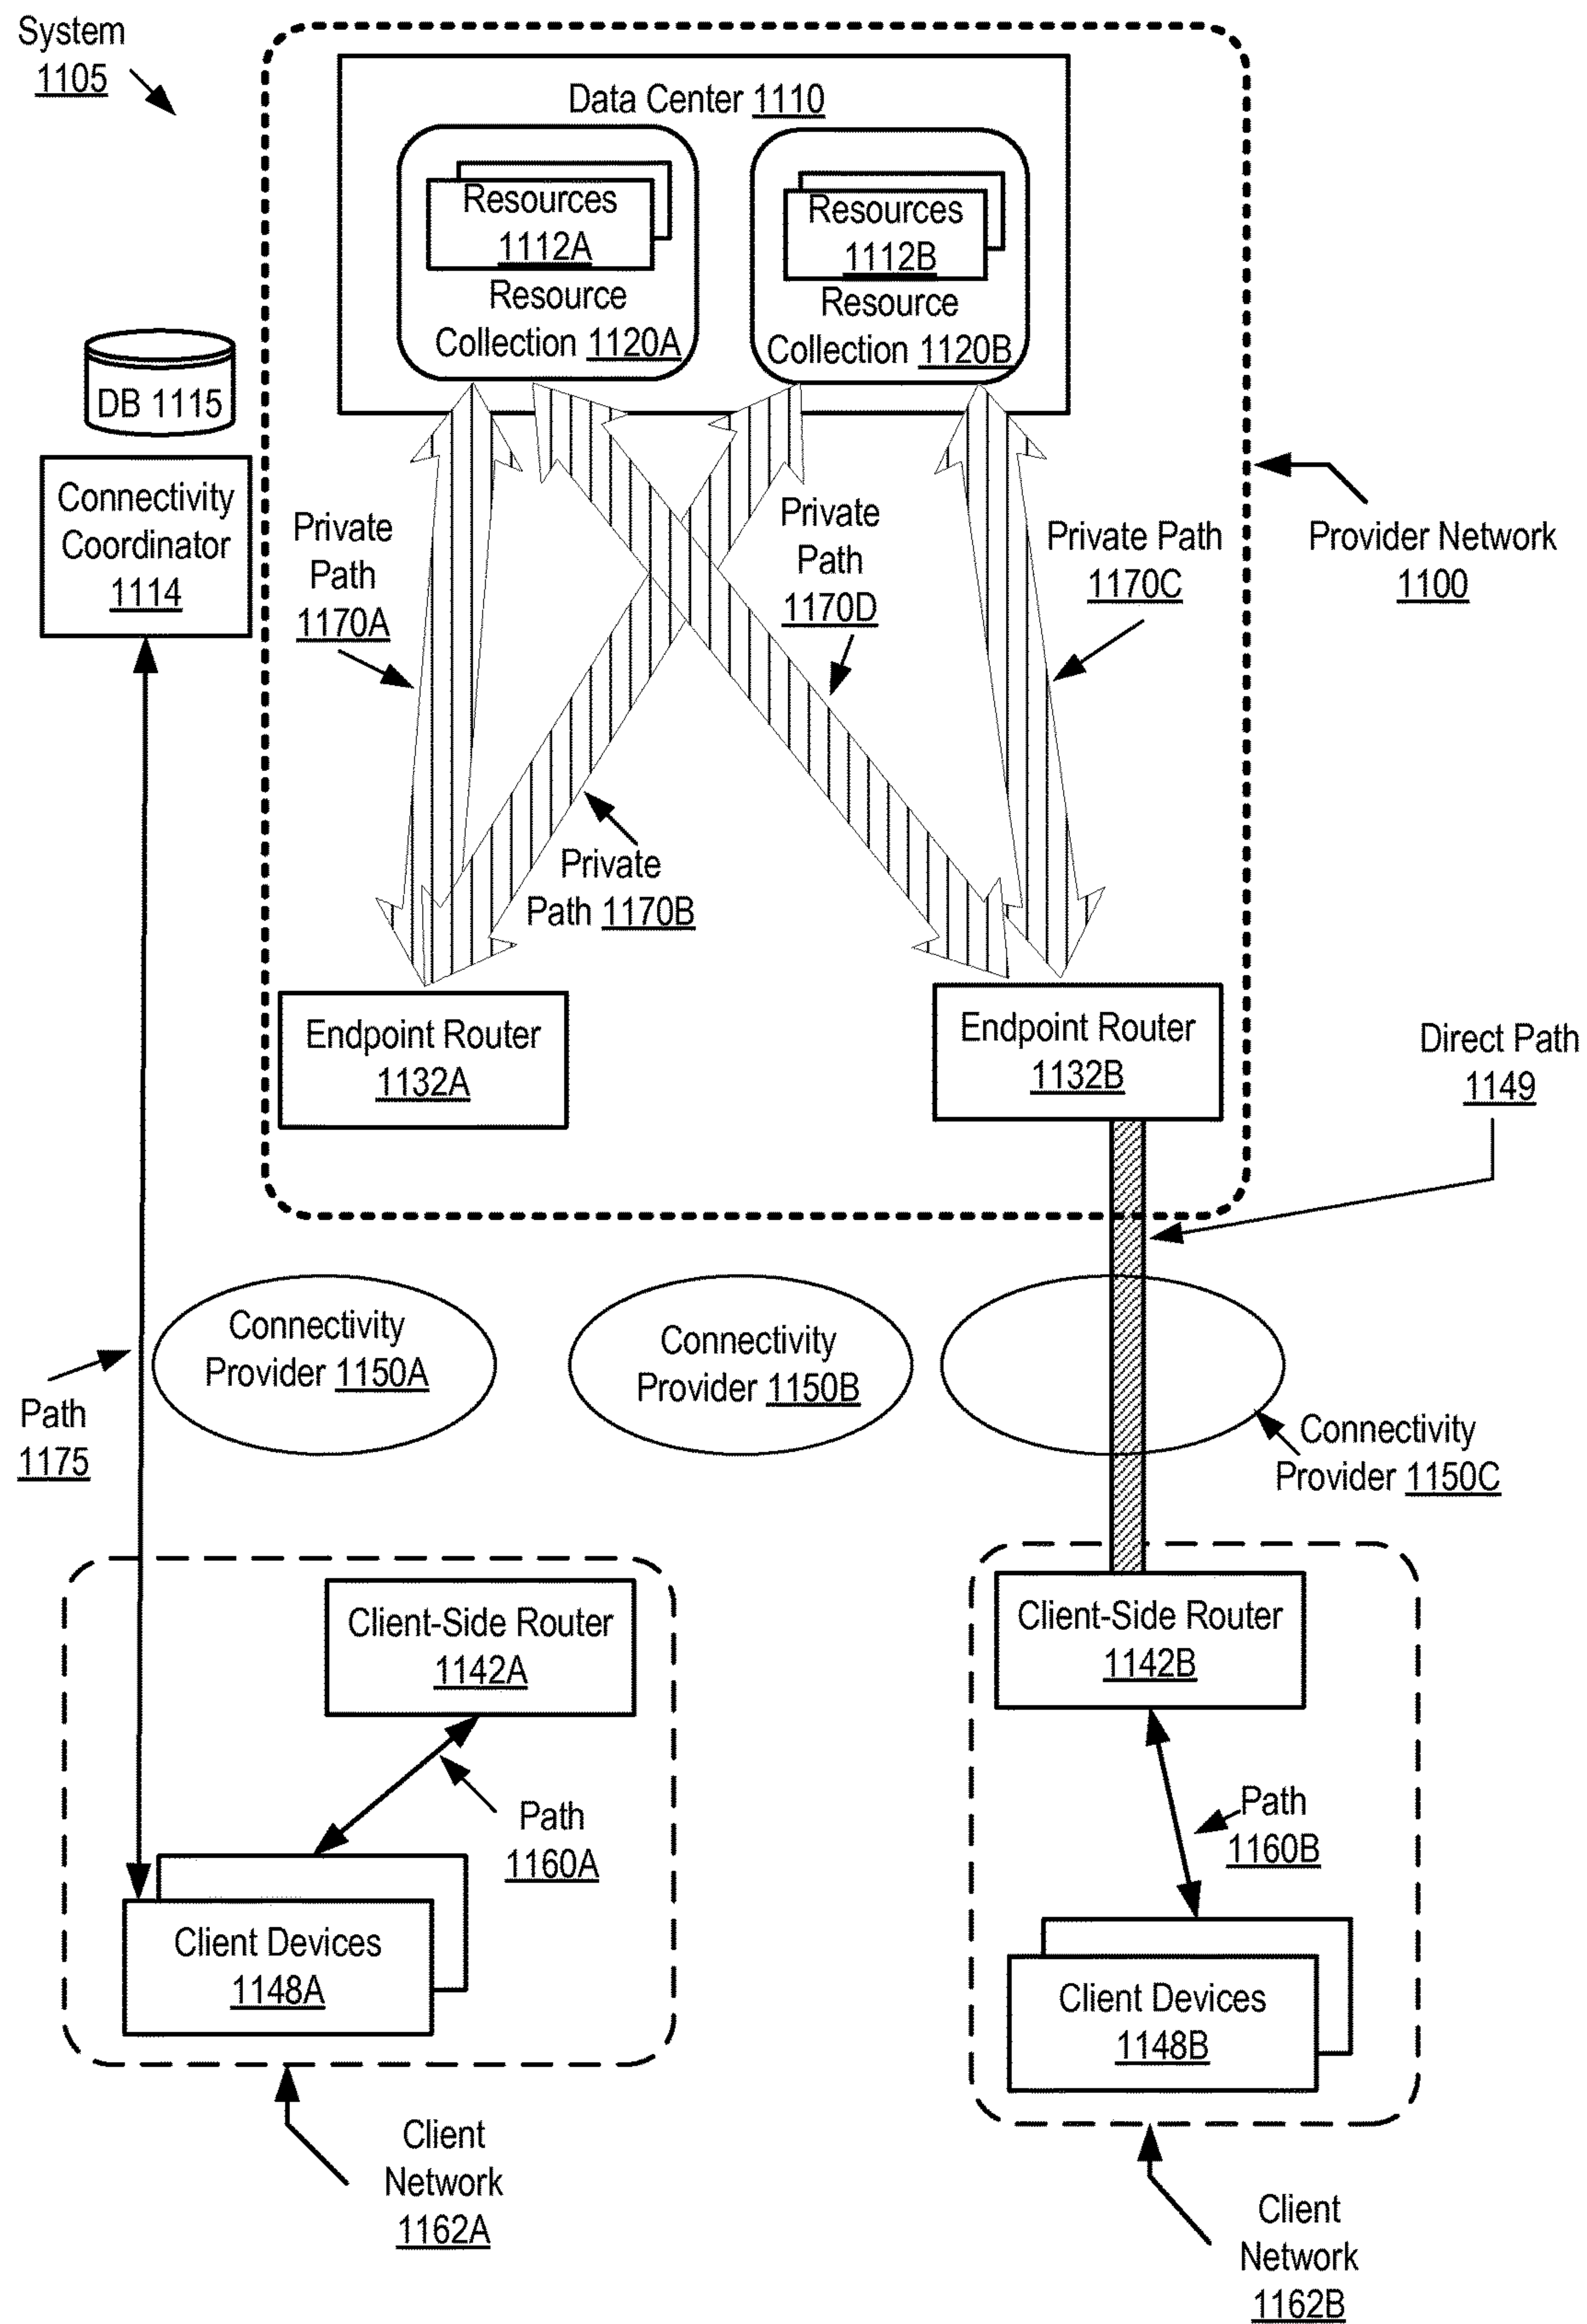 System
1105
Data Center 1110
Resources
1112A
Resource
Collection 1120A
Resources
1112B
Resource
Collection 1120B
DB 1115
Connectivity
Coordinator
1114
Private
Path
1170A
Private
Path
1170D
Private Path
1170C
Provider Network
1100
Private
Path 1170B
Endpoint Router
1132A
Endpoint Router
1132B
Direct Path
1149
Connectivity
Provider 1150A
Connectivity
Provider 1150B
Connectivity
Provider 1150C
Path
1175
Client-Side Router
1142A
Client-Side Router
1142B
Path
1160A
Path
1160B
Client Devices
1148A
Client Devices
1148B
Client
Network
1162A
Client
Network
1162B